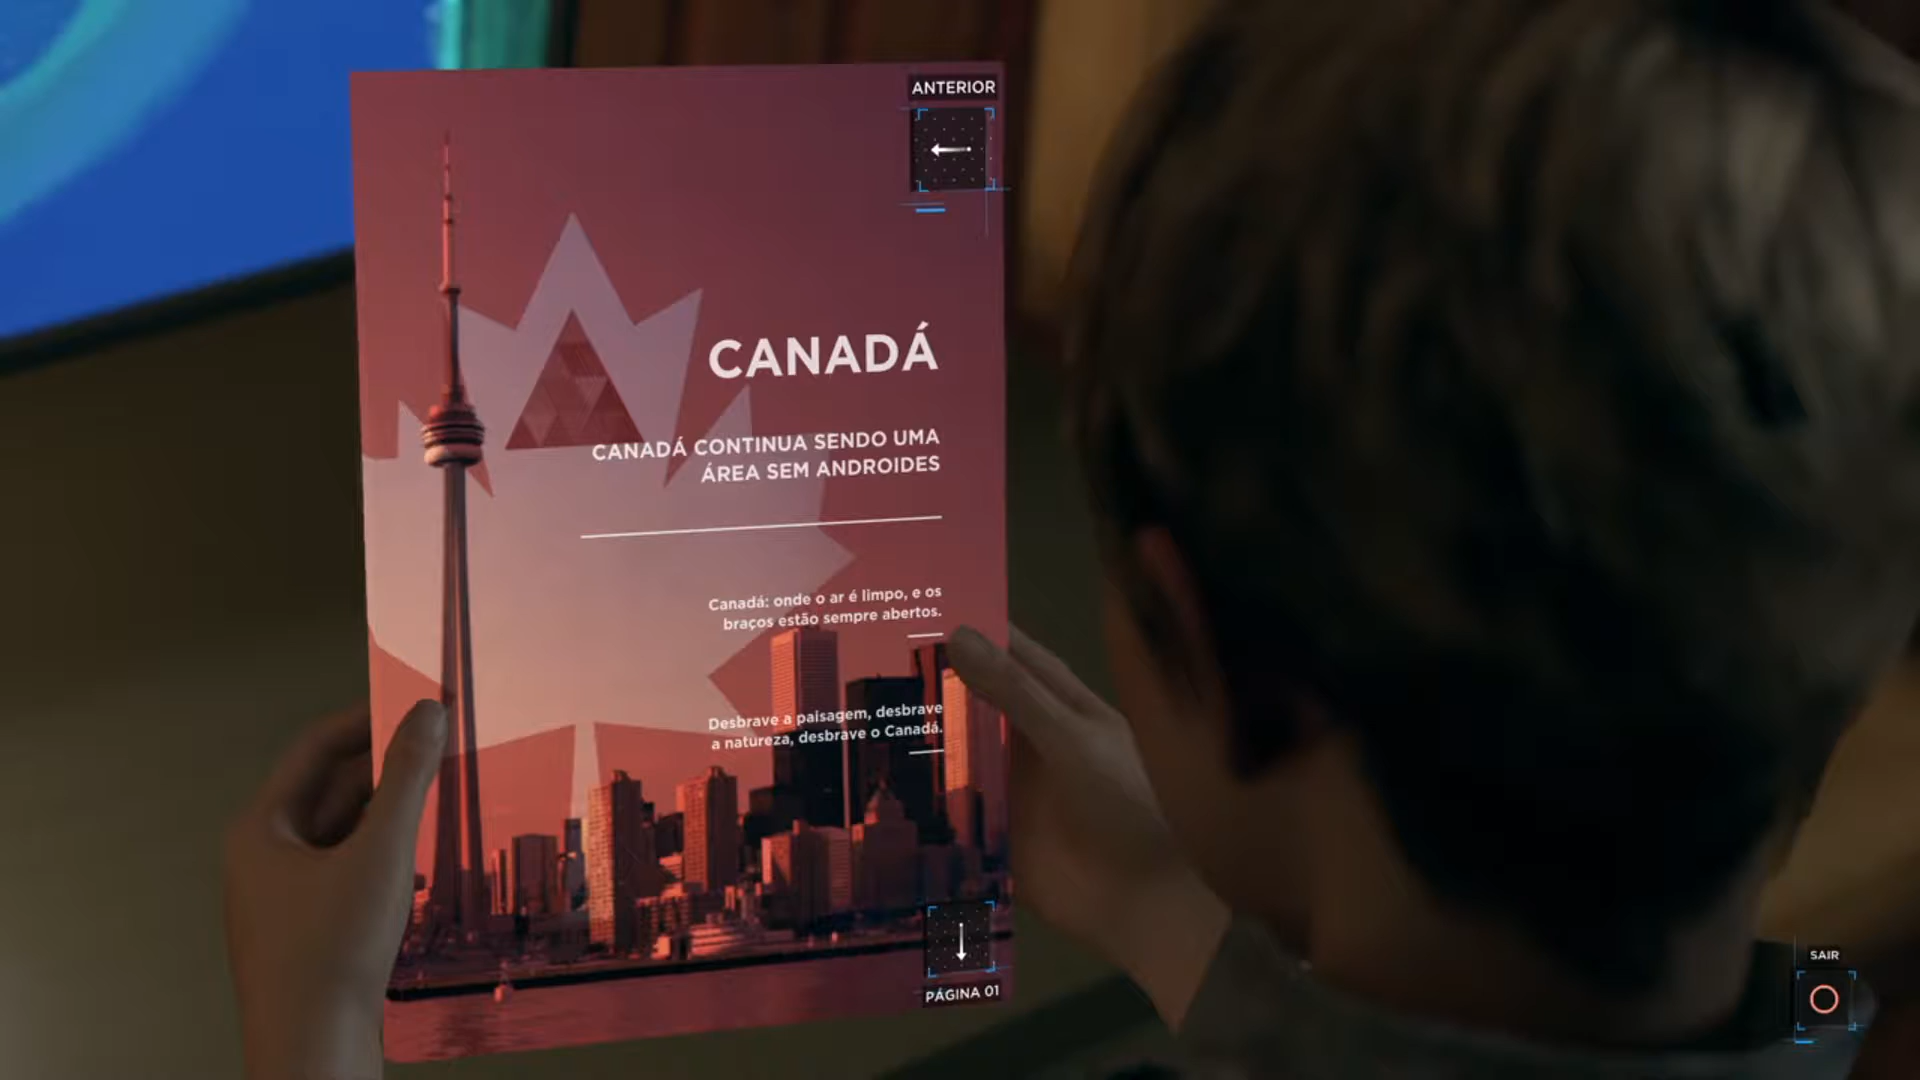 ANTERIOR
CANADÁ
CANADÁ CONTINUA SENDO UMA
ÁREA SEM ANDROIDES
Canadá: onde o ar é limpo, e os
braços estão sempre abertos.
Desbrave a paisagem, desbrave
a natureza, desbrave o Canadá.
PÁGINA 01
SAIR